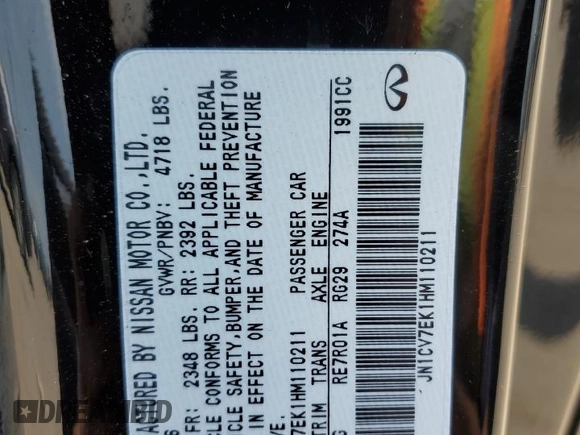 ACTURED BY NISSAN MOTOR CO.,LTD.
GVWR/PNBV: 4718 LBS.
FR: 2348 LBS. RR: 2392 LBS.
CLE CONFORMS TO ALL APPLICABLE FEDERAL
CLE SAFETY,BUMPER,AND THEFT PREVENTION
IN EFFECT ON THE DATE OF MANUFACTURE
VE.
7EK1HM110211 PASSENGER CAR
TRIM TRANS AXLE ENGINE
G RE7R01A RG29 274A 1991CC
JN1CV7EK1HM110211
DREAMBID